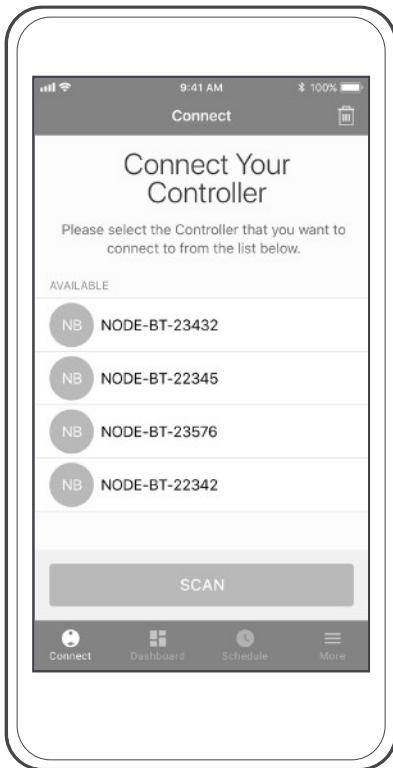 9:41 AM
100%
Connect
Connect Your
Controller
Please select the Controller that you want to
connect to from the list below.
AVAILABLE
NB NODE-BT-23432
NB NODE-BT-22345
NB NODE-BT-23576
NB NODE-BT-22342
SCAN
Connect Dashboard Schedule More